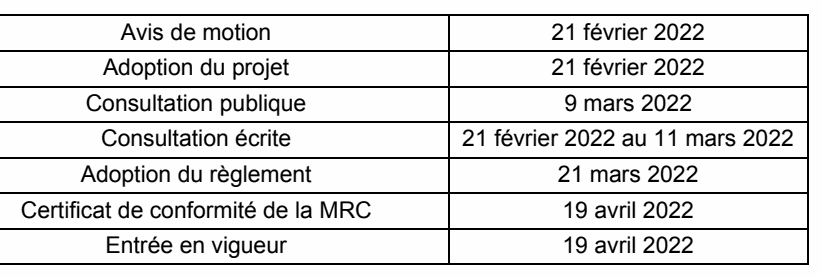 Avis de motion 21 février 2022
Adoption du projet 21 février 2022
Consultation publique 9 mars 2022
Consultation écrite 21 février 2022 au 11 mars 2022
Adoption du règlement 21 mars 2022
Certificat de conformité de la MRC 19 avril 2022
Entrée en vigueur 19 avril 2022